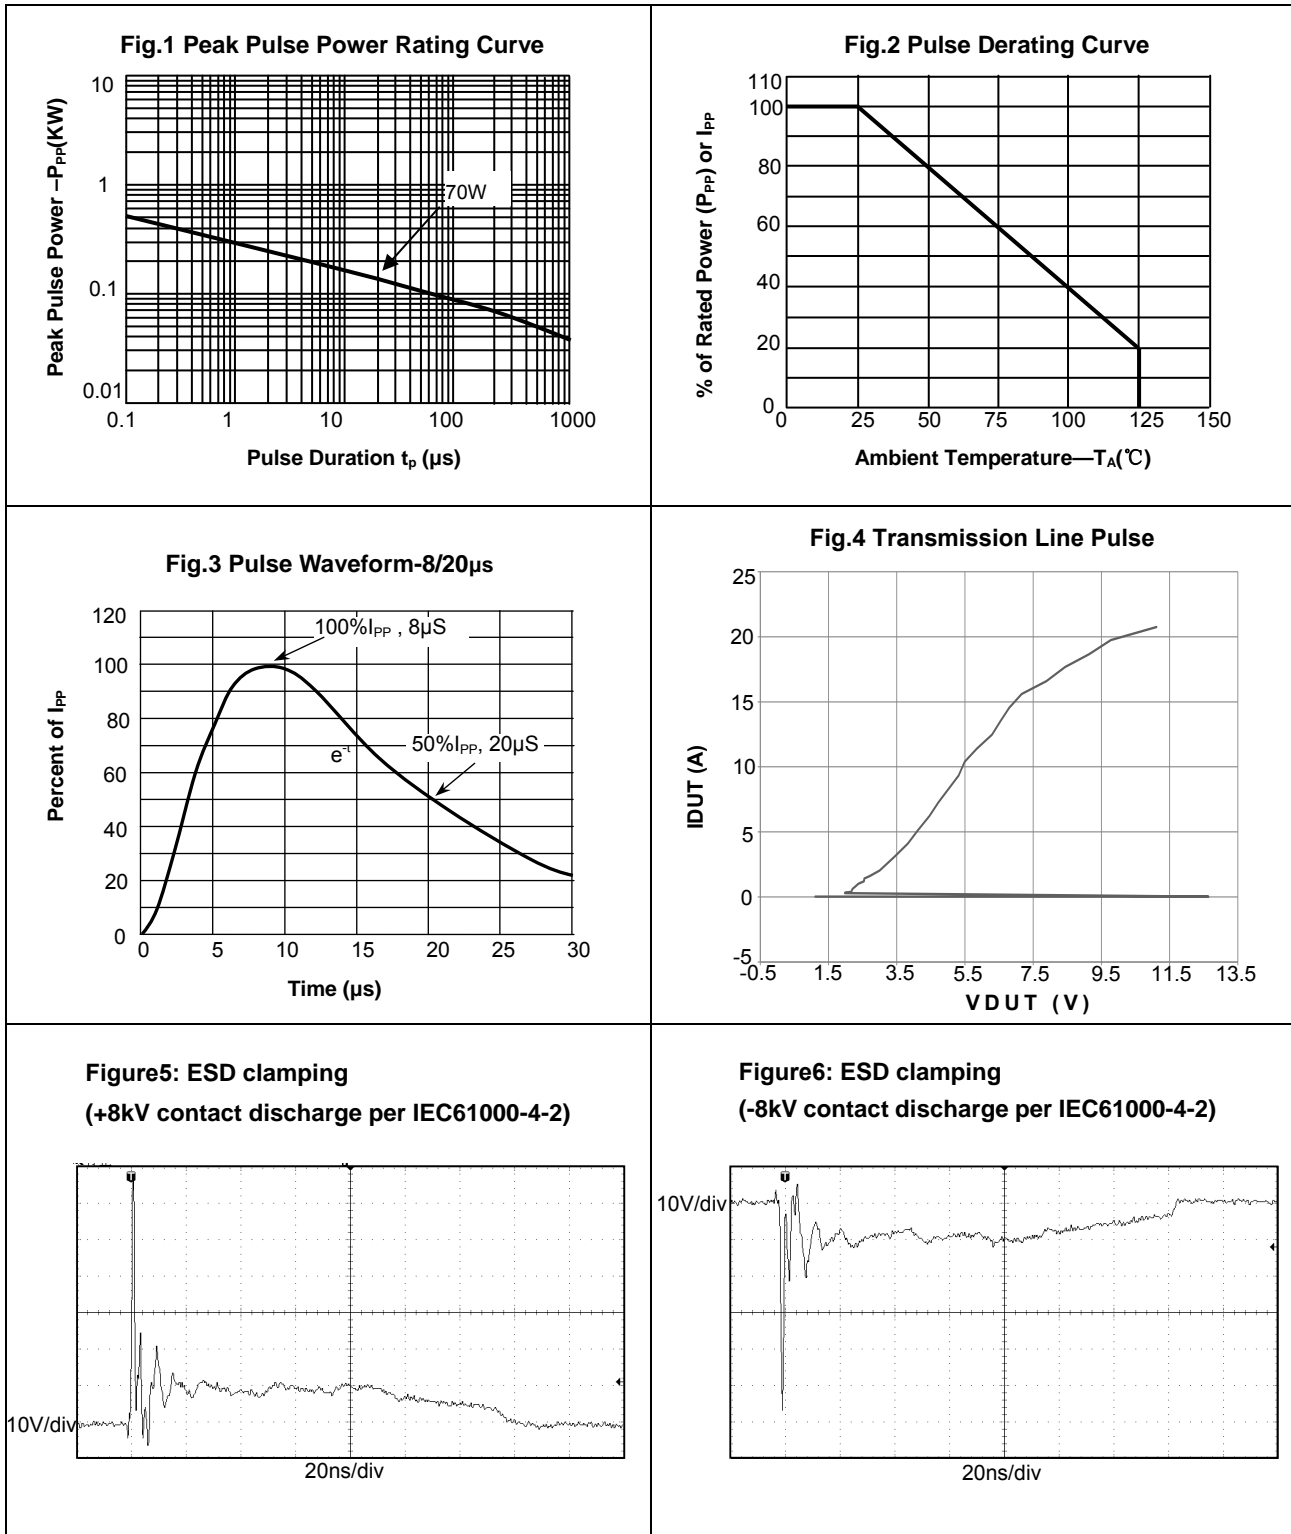 Fig.1 Peak Pulse Power Rating Curve
Peak Pulse Power –PPP(KW)
10
1
0.1
0.01
70W
0.1
1
10
100
1000
Pulse Duration tp (µs)
Fig.2 Pulse Derating Curve
% of Rated Power (PPP) or IPP
110
100
80
60
40
20
0
0
25
50
75
100
125
150
Ambient Temperature—TA(℃)
Fig.3 Pulse Waveform-8/20µs
Percent of IPP
120
100
80
60
40
20
0
100%IPP , 8µS
e-t
50%IPP, 20µS
0
5
10
15
20
25
30
Time (µs)
Fig.4 Transmission Line Pulse
IDUT (A)
25
20
15
10
5
0
-5
-0.5
1.5
3.5
5.5
7.5
9.5
11.5
13.5
VDUT (V)
Figure5: ESD clamping
(+8kV contact discharge per IEC61000-4-2)
T
10V/div
20ns/div
Figure6: ESD clamping
(-8kV contact discharge per IEC61000-4-2)
T
10V/div
20ns/div